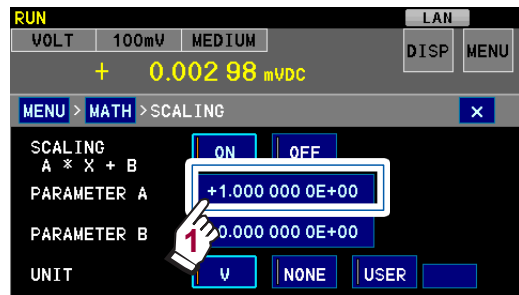 RUN LAN
VOLT 100mV MEDIUM DISP MENU
+ 0.002 98 mVDC
MENU > MATH > SCALING ×
SCALING ON OFF
A * X + B
PARAMETER A +1.000 000 0E+00
PARAMETER B 0.000 000 0E+00
1
UNIT V NONE USER